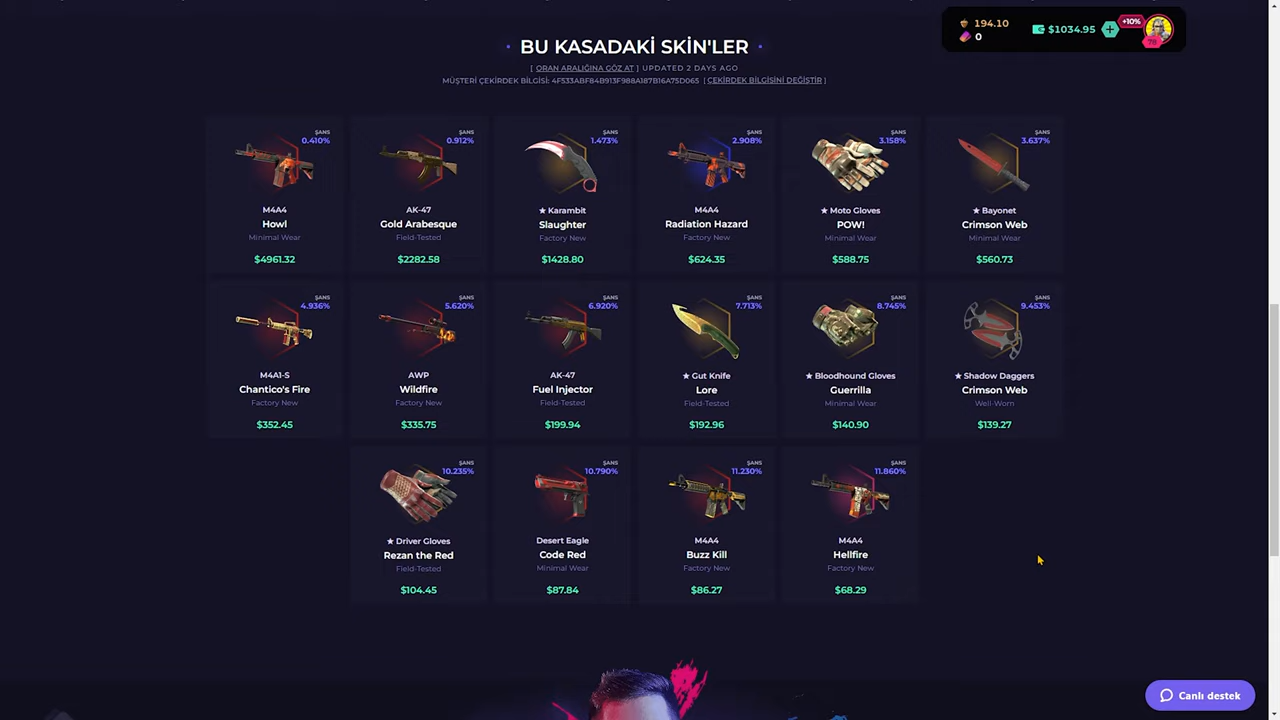 194.10
0
$1034.95
+10%
76
BU KASADAKİ SKİN'LER
[ ORAN ARALIĞINA GÖZ AT ] UPDATED 2 DAYS AGO
MÜŞTERİ ÇEKİRDEK BİLGİSİ: 4F533ABF84B913F988A187B16A75D065 [ ÇEKİRDEK BİLGİSİNİ DEĞİŞTİR ]
ŞANS
0.410%
M4A4
Howl
Minimal Wear
$4961.32
ŞANS
0.912%
AK-47
Gold Arabesque
Field-Tested
$2282.58
ŞANS
1.473%
★ Karambit
Slaughter
Factory New
$1428.80
ŞANS
2.908%
M4A4
Radiation Hazard
Factory New
$624.35
ŞANS
3.158%
★ Moto Gloves
POW!
Minimal Wear
$588.75
ŞANS
3.637%
★ Bayonet
Crimson Web
Minimal Wear
$560.73
ŞANS
4.936%
M4A1-S
Chantico's Fire
Factory New
$352.45
ŞANS
5.620%
AWP
Wildfire
Factory New
$335.75
ŞANS
6.920%
AK-47
Fuel Injector
Field-Tested
$199.94
ŞANS
7.713%
★ Gut Knife
Lore
Field-Tested
$192.96
ŞANS
8.745%
★ Bloodhound Gloves
Guerrilla
Minimal Wear
$140.90
ŞANS
9.453%
★ Shadow Daggers
Crimson Web
Well-Worn
$139.27
ŞANS
10.235%
★ Driver Gloves
Rezan the Red
Field-Tested
$104.45
ŞANS
10.790%
Desert Eagle
Code Red
Minimal Wear
$87.84
ŞANS
11.230%
M4A4
Buzz Kill
Factory New
$86.27
ŞANS
11.860%
M4A4
Hellfire
Factory New
$68.29
Canlı destek